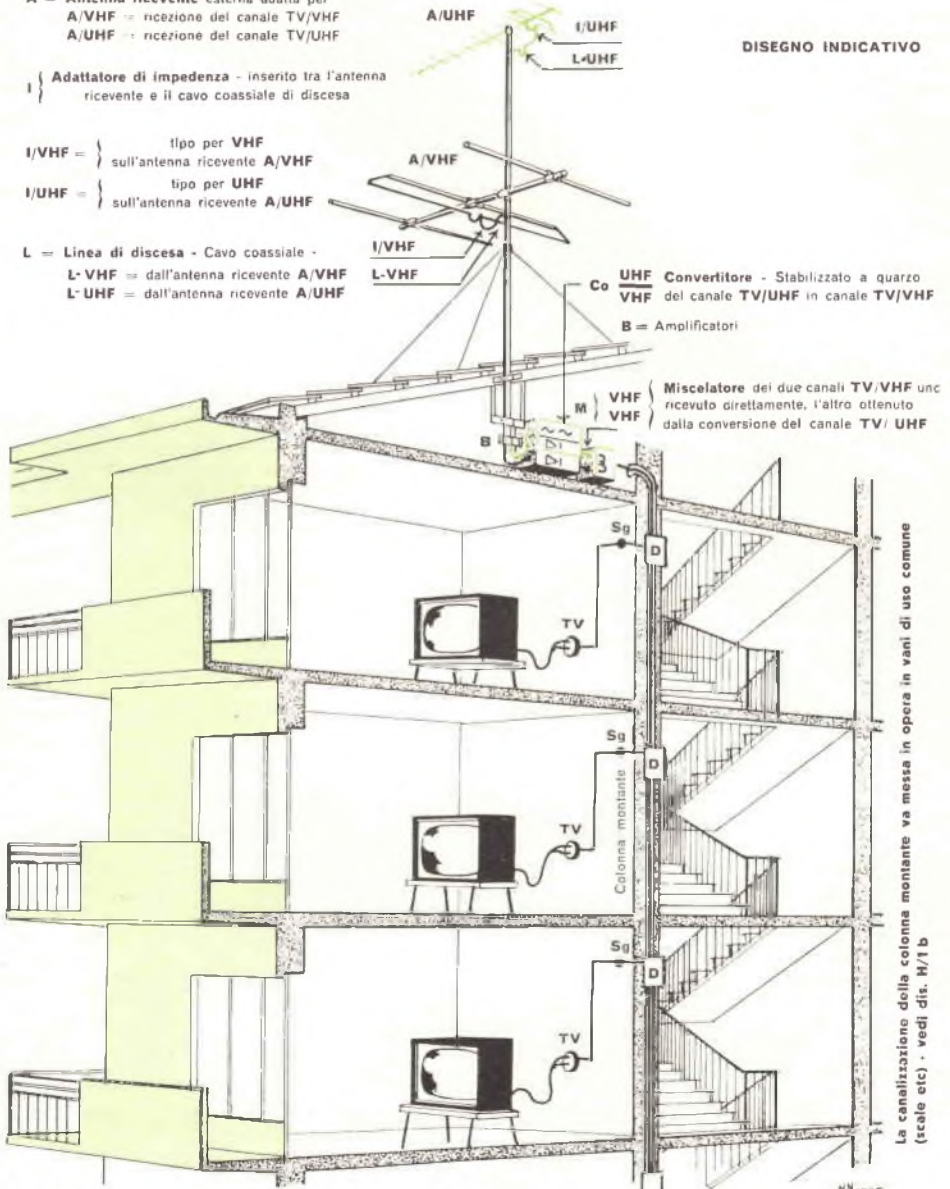 A = Antenna ricevente esterna adatta per
A/VHF = ricezione del canale TV/VHF
A/UHF = ricezione del canale TV/UHF
I { Adattatore di impedenza - inserito tra l'antenna
ricevente e il cavo coassiale di discesa
I/VHF = } tipo per VHF
sull'antenna ricevente A/VHF
I/UHF = } tipo per UHF
sull'antenna ricevente A/UHF
L = Linea di discesa - Cavo coassiale -
L-VHF = dall'antenna ricevente A/VHF
L-UHF = dall'antenna ricevente A/UHF
A/UHF
I/UHF
L-UHF
DISEGNO INDICATIVO
A/VHF
I/VHF
L-VHF
Co UHF Convertitore - Stabilizzato a quarzo
VHF del canale TV/UHF in canale TV/VHF
B = Amplificatori
M } VHF { Miscelatore dei due canali TV/VHF uno
VHF ricevuto direttamente, l'altro ottenuto
dalla conversione del canale TV/ UHF
B
Sg
D
TV
Sg
D
TV
Colonna montante
Sg
D
TV
D
La canalizzazione della colonna montante va messa in opera in vani di uso comune
(scale etc) - vedi dis. H/1 b